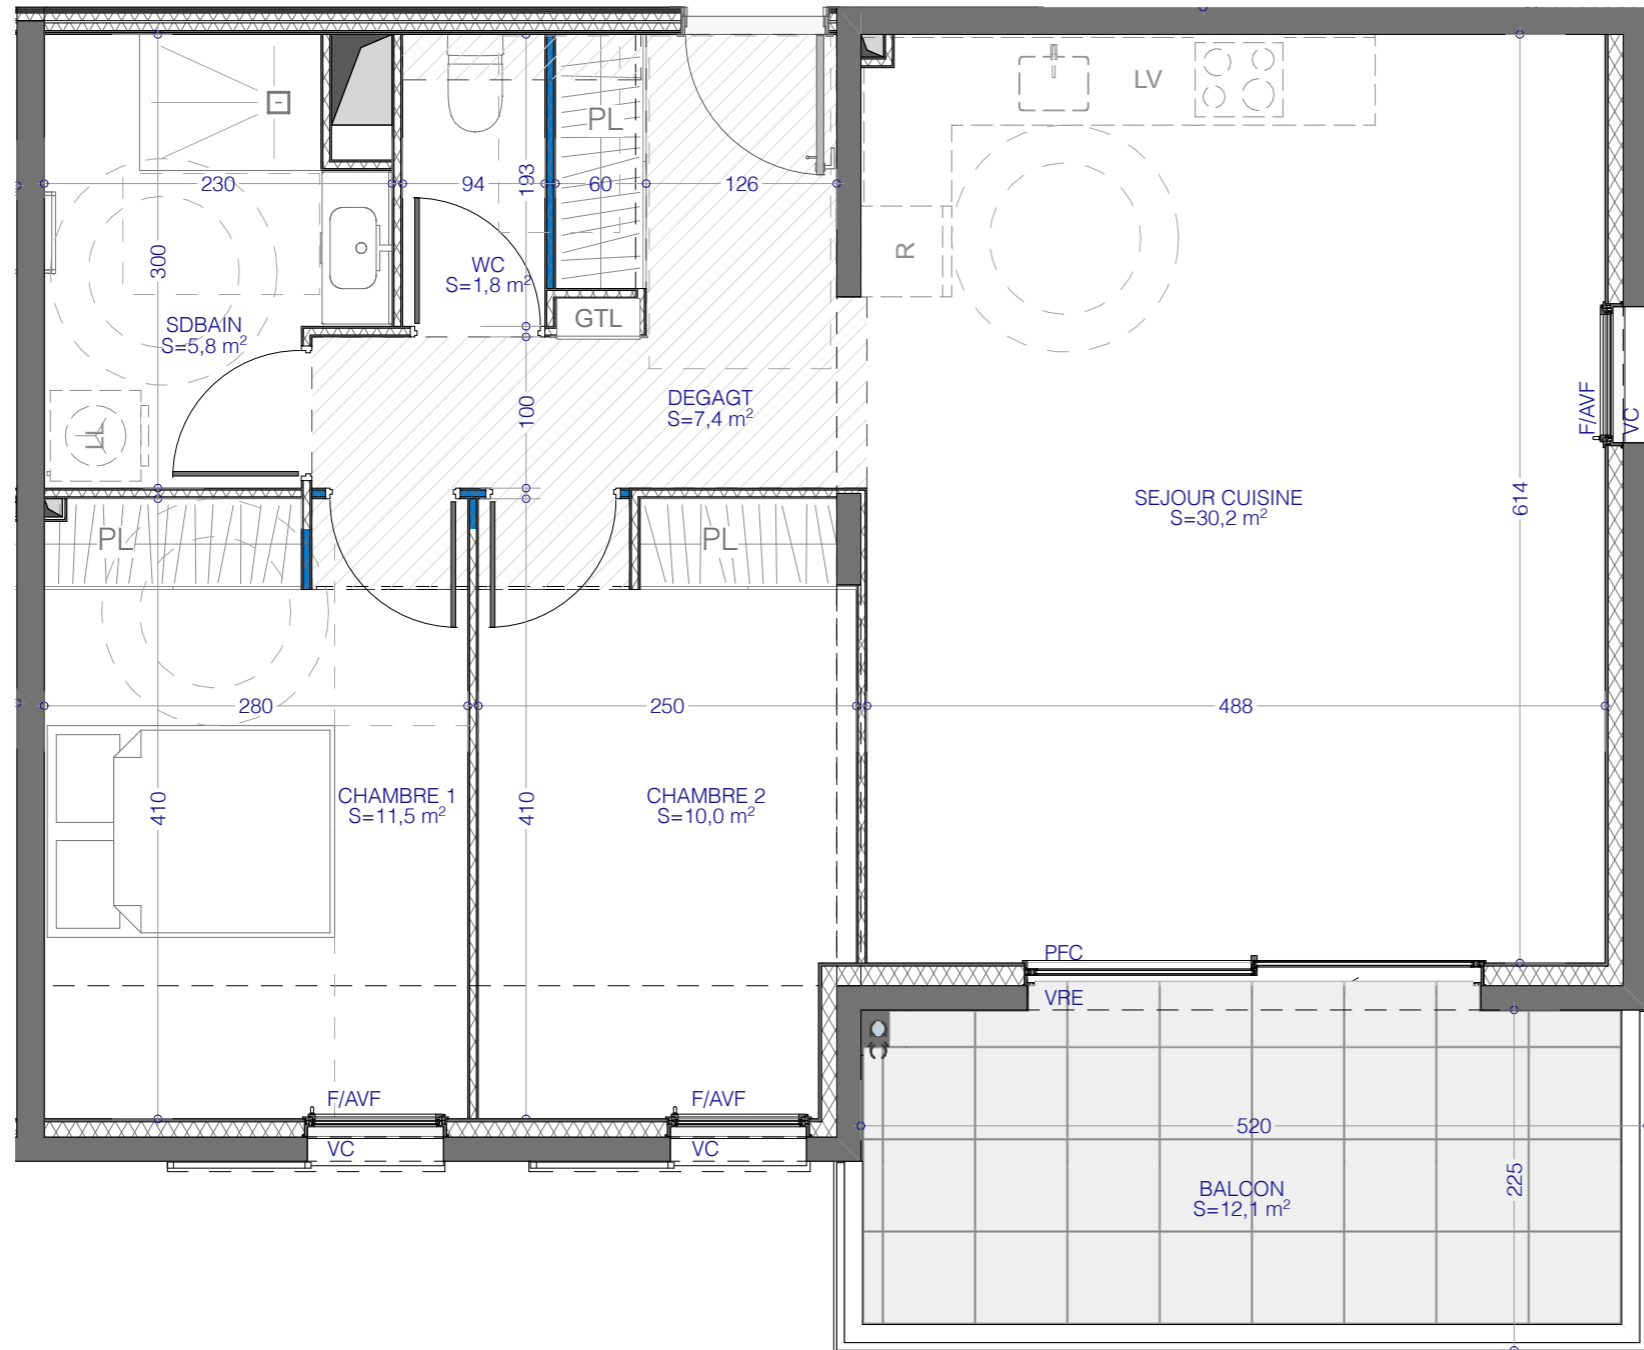 LV
PL
230
94
193
60
126
300
WC
S=1,8 m²
R
GTL
SDBAIN
S=5,8 m²
DEGAGT
S=7,4 m²
100
F/AVF
VC
LL
SEJOUR CUISINE
S=30,2 m²
614
PL
PL
280
250
488
410
CHAMBRE 1
S=11,5 m²
410
CHAMBRE 2
S=10,0 m²
PFC
VRE
F/AVF
VC
F/AVF
VC
520
225
BALCON
S=12,1 m²